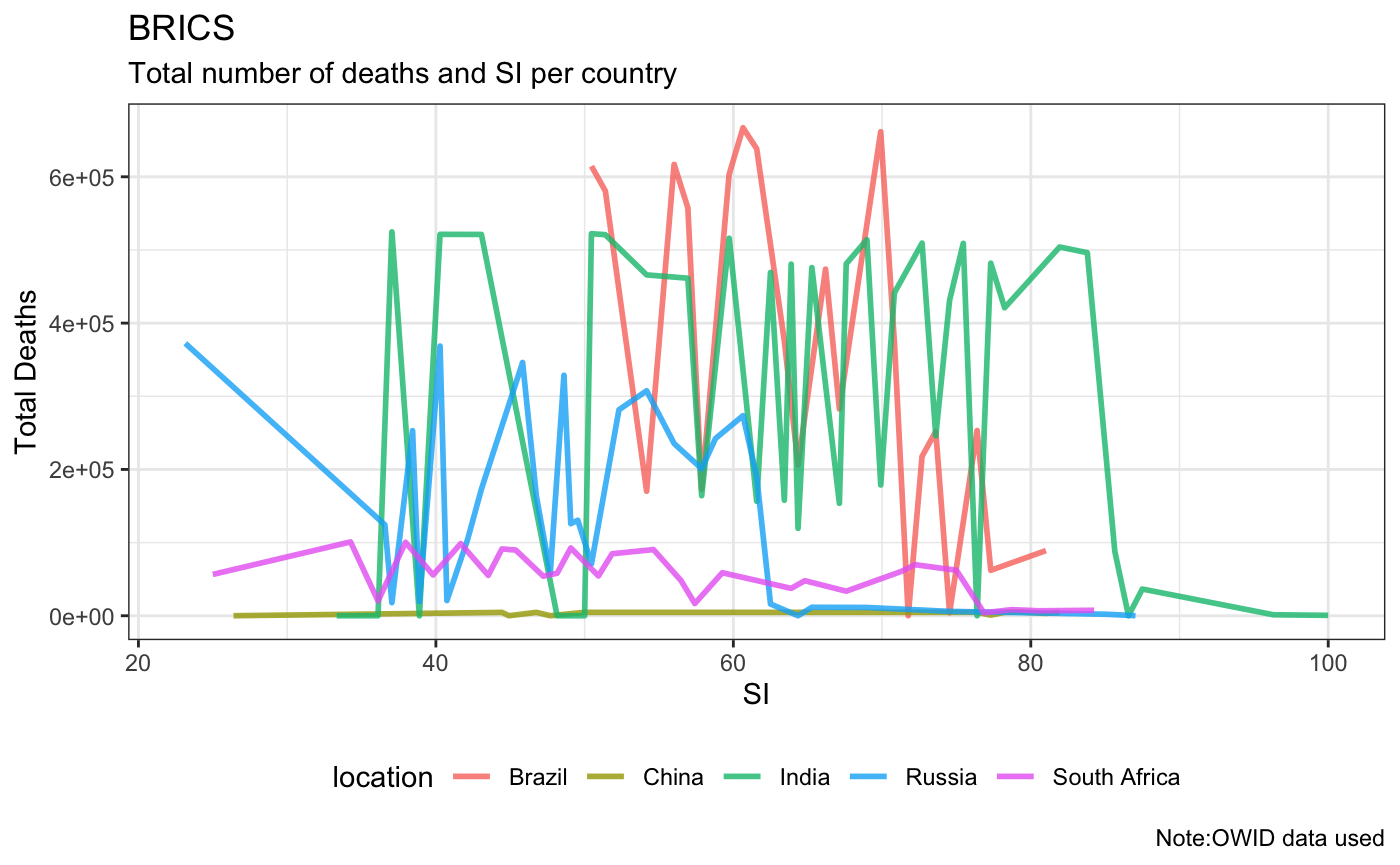 BRICS
Total number of deaths and SI per country
Total Deaths
6e+05
4e+05
2e+05
0e+00
20 40 60 80 100
SI
location Brazil China India Russia South Africa
Note:OWID data used